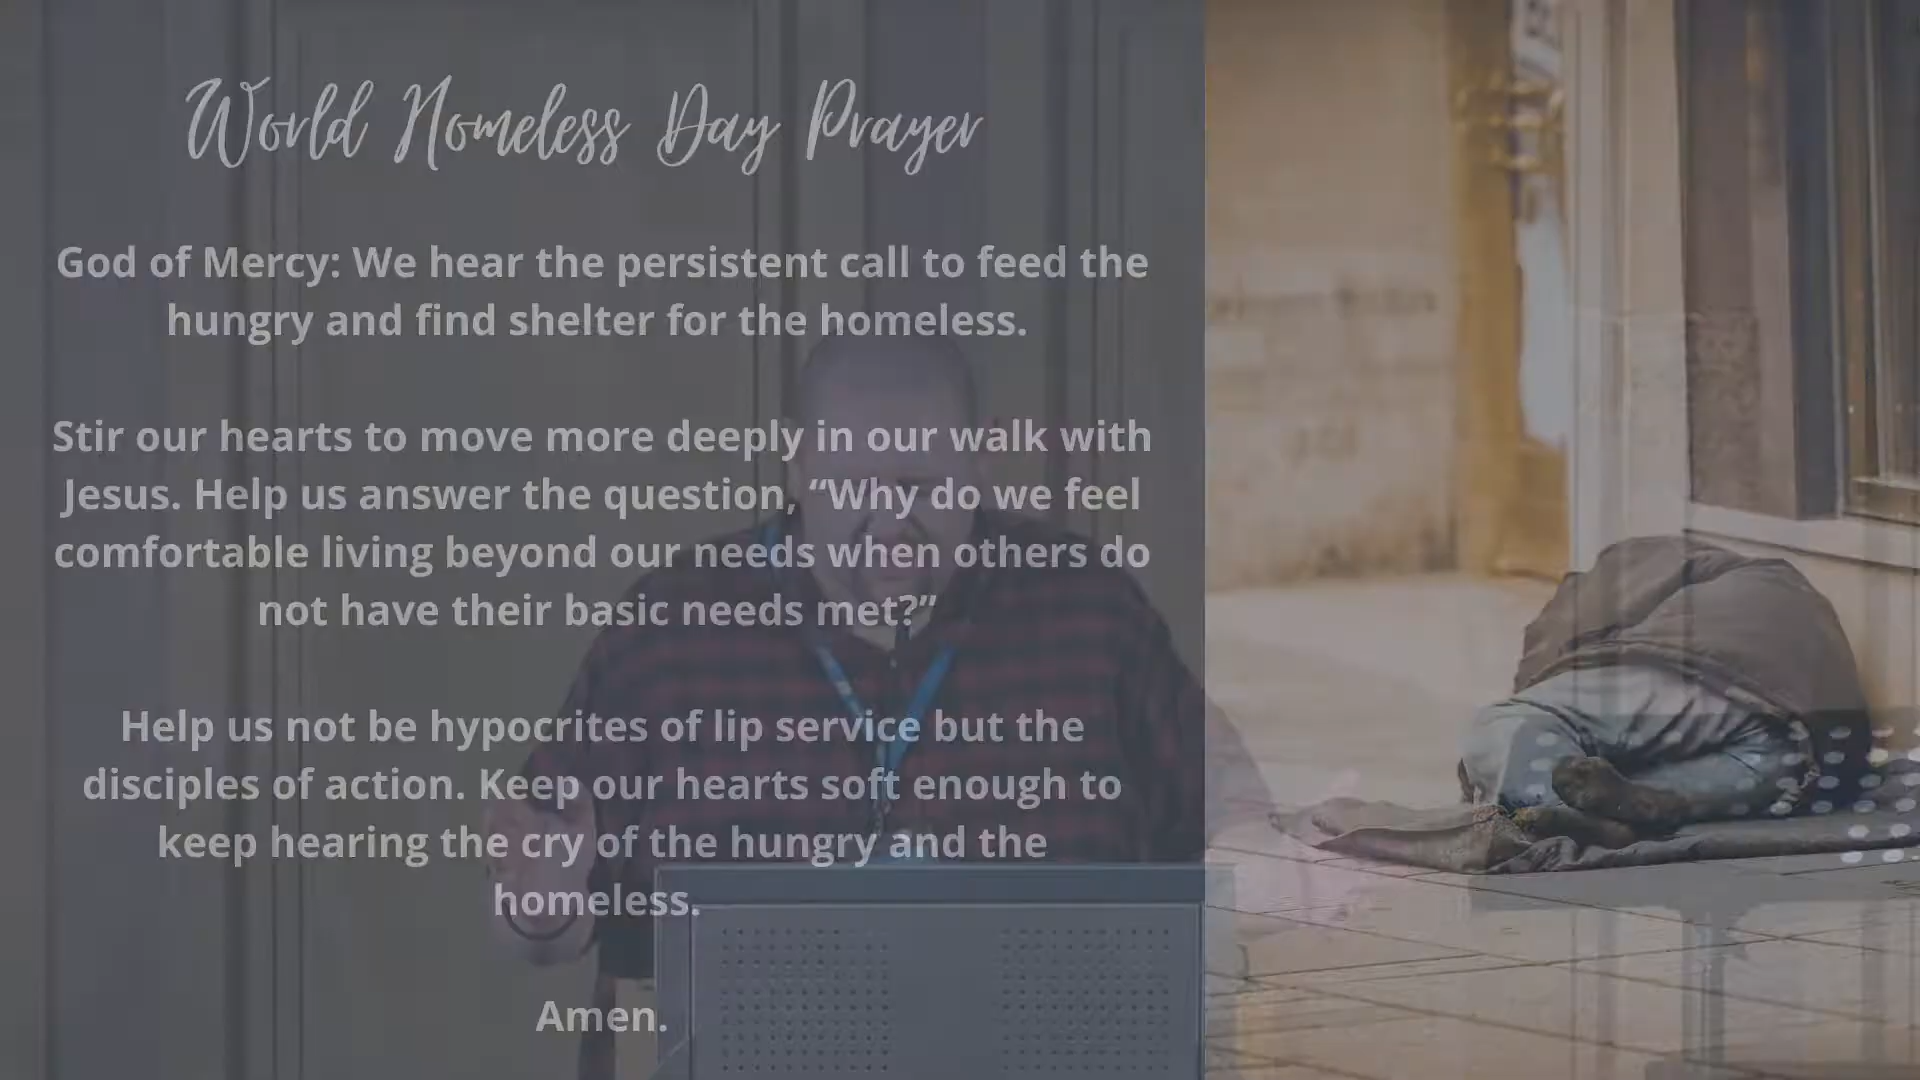 World Homeless Day Prayer
God of Mercy: We hear the persistent call to feed the
hungry and find shelter for the homeless.
Stir our hearts to move more deeply in our walk with
Jesus. Help us answer the question, “Why do we feel
comfortable living beyond our needs when others do
not have their basic needs met?”
Help us not be hypocrites of lip service but the
disciples of action. Keep our hearts soft enough to
keep hearing the cry of the hungry and the
homeless.
Amen.